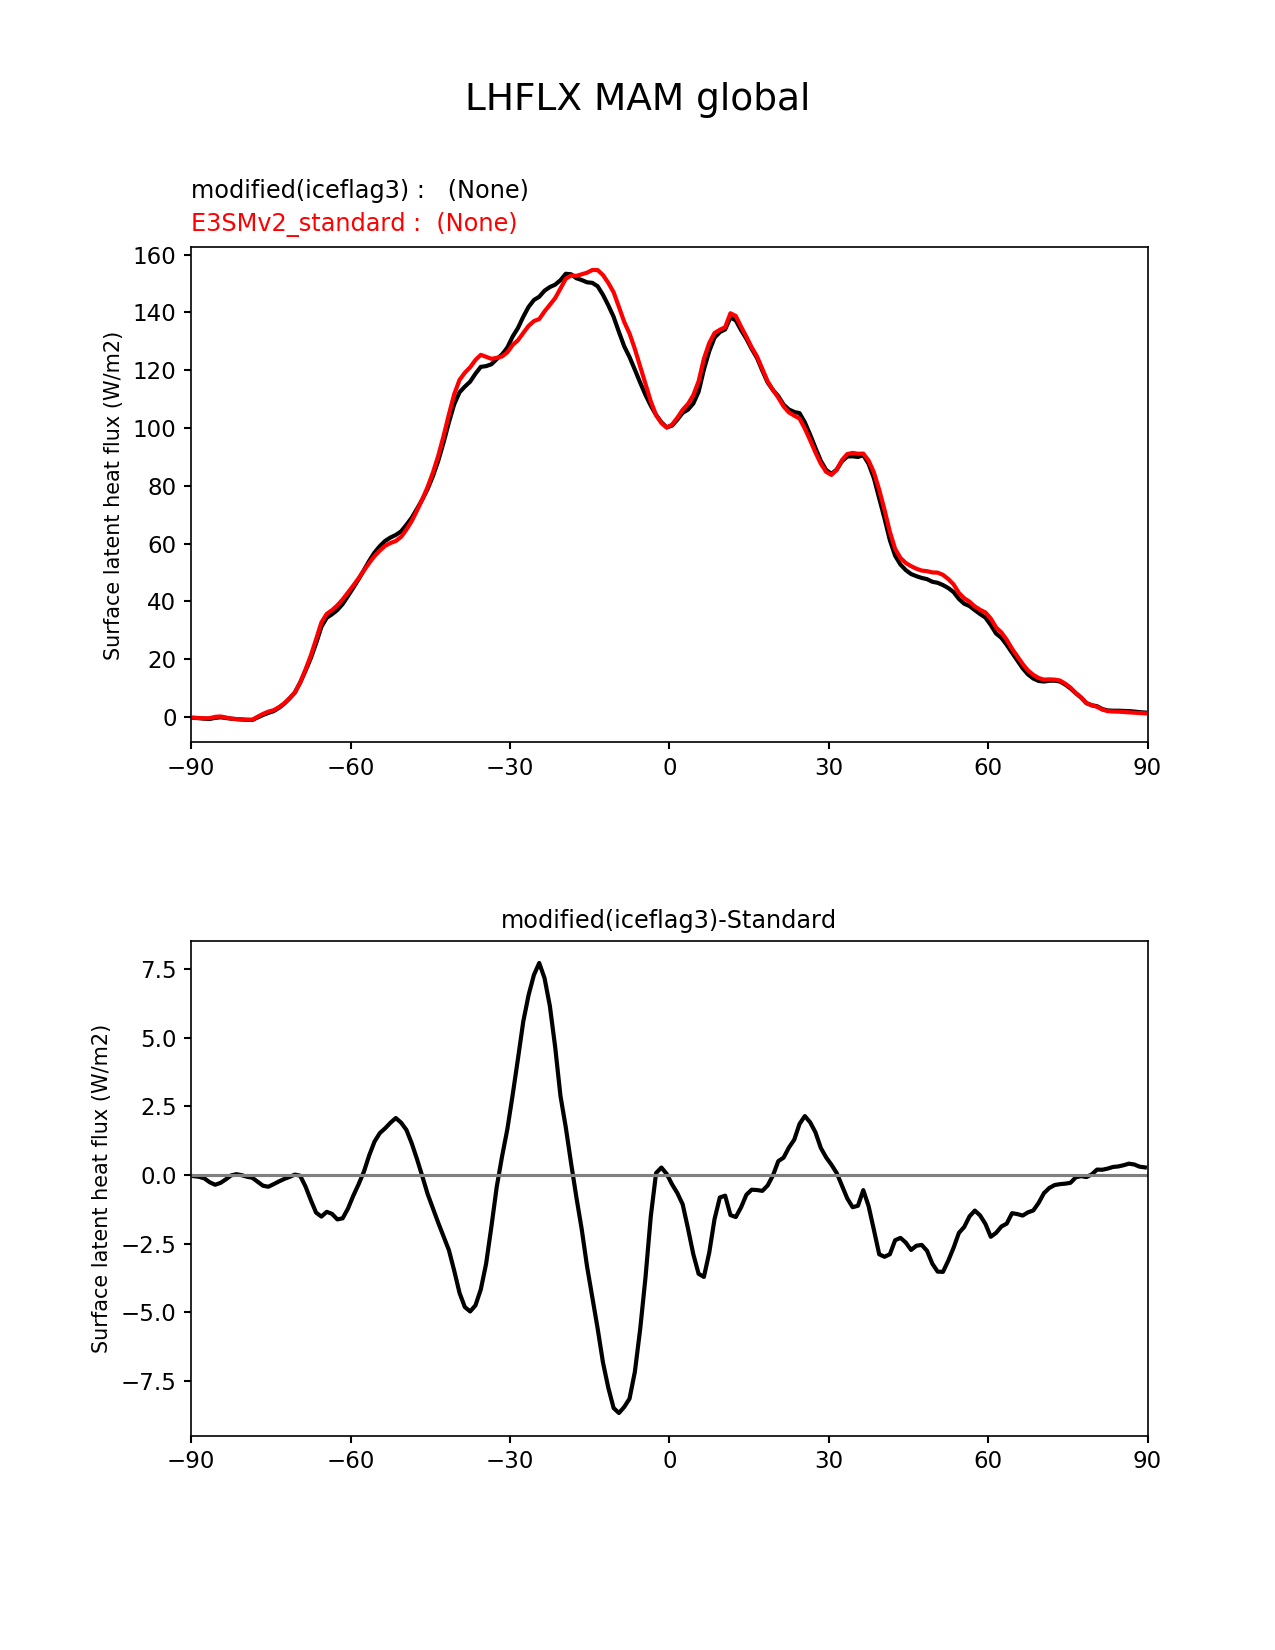 LHFLX MAM global
modified(iceflag3) :   (None)
E3SMv2_standard :  (None)
160
140
120
100
80
60
40
20
0
Surface latent heat flux (W/m2)
−90 −60 −30 0 30 60 90
modified(iceflag3)-Standard
7.5
5.0
2.5
0.0
−2.5
−5.0
−7.5
Surface latent heat flux (W/m2)
−90 −60 −30 0 30 60 90